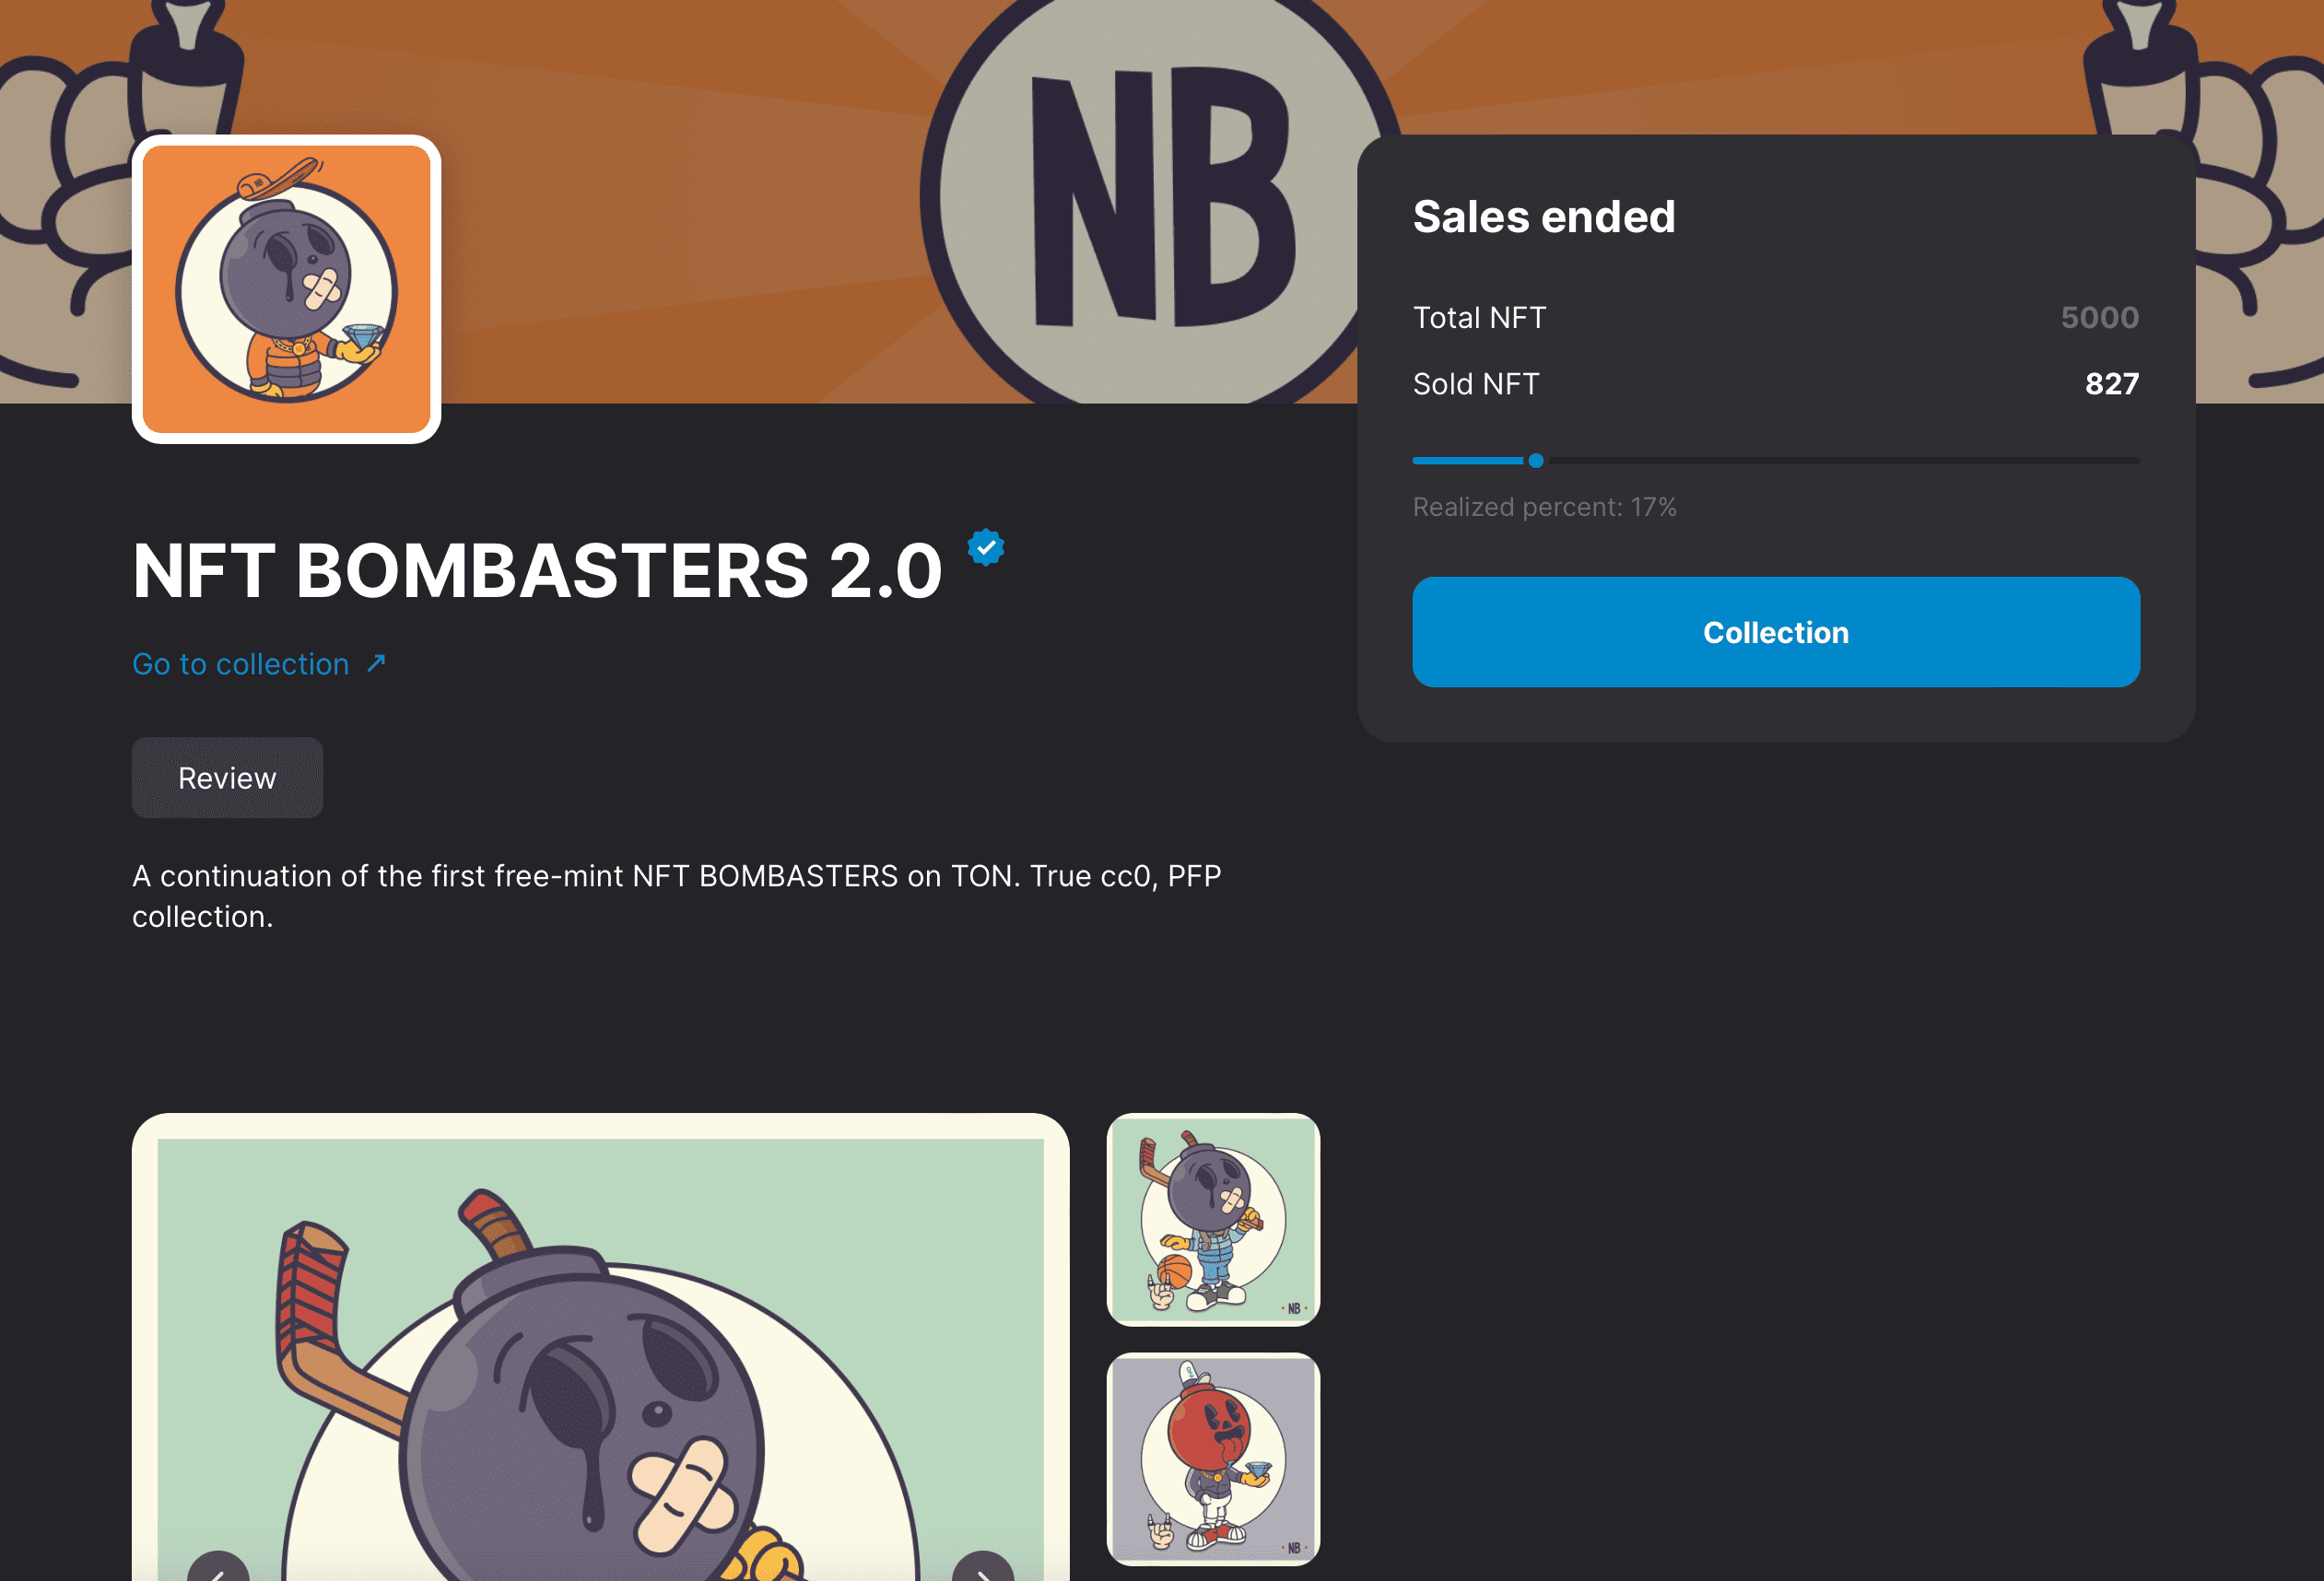 NB
Sales ended
Total NFT 5000
Sold NFT 827
Realized percent: 17%
Collection
NFT BOMBASTERS 2.0
Go to collection ↗
Review
A continuation of the first free-mint NFT BOMBASTERS on TON. True cc0, PFP
collection.
NB
NB